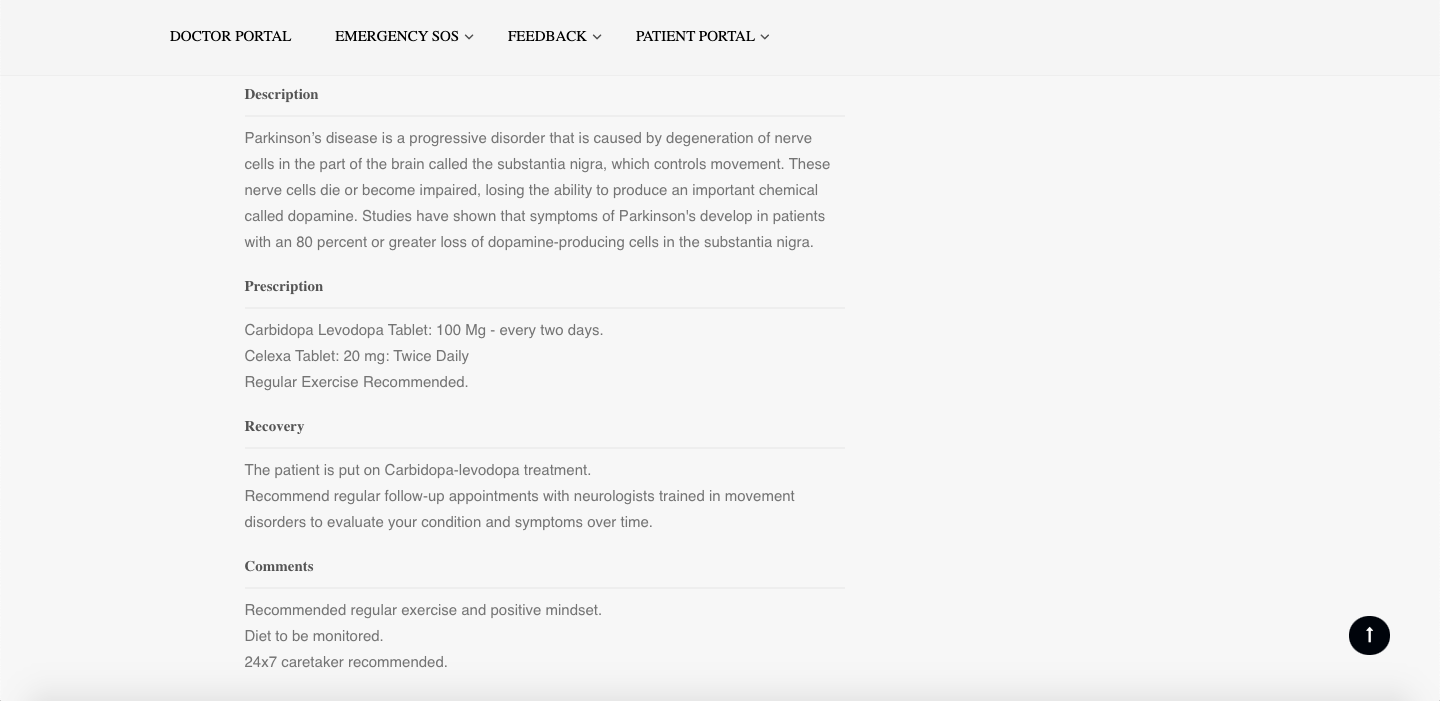 DOCTOR PORTAL EMERGENCY SOS FEEDBACK PATIENT PORTAL
Description
Parkinson’s disease is a progressive disorder that is caused by degeneration of nerve
cells in the part of the brain called the substantia nigra, which controls movement. These
nerve cells die or become impaired, losing the ability to produce an important chemical
called dopamine. Studies have shown that symptoms of Parkinson's develop in patients
with an 80 percent or greater loss of dopamine-producing cells in the substantia nigra.
Prescription
Carbidopa Levodopa Tablet: 100 Mg - every two days.
Celexa Tablet: 20 mg: Twice Daily
Regular Exercise Recommended.
Recovery
The patient is put on Carbidopa-levodopa treatment.
Recommend regular follow-up appointments with neurologists trained in movement
disorders to evaluate your condition and symptoms over time.
Comments
Recommended regular exercise and positive mindset.
Diet to be monitored.
24x7 caretaker recommended.